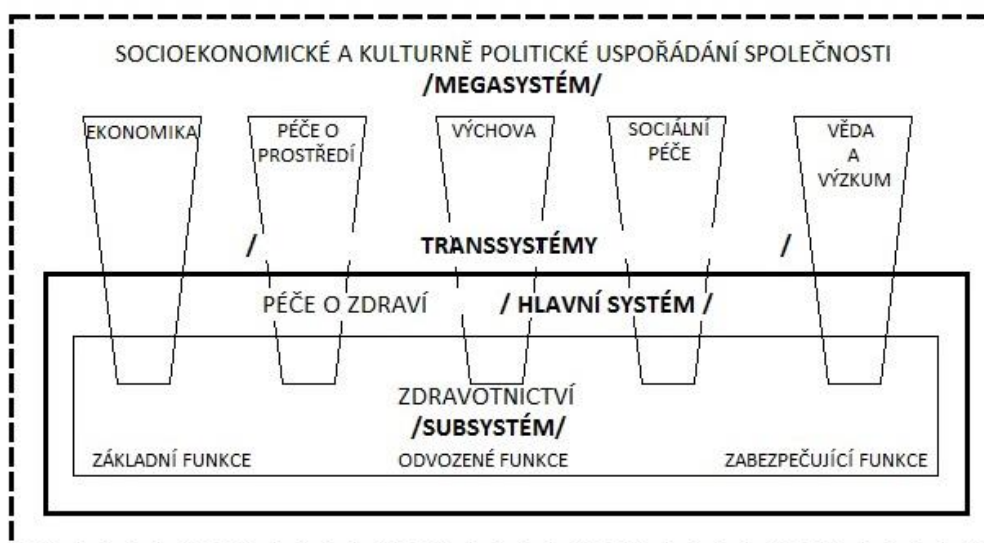 SOCIOEKONOMICKÉ A KULTURNĚ POLITICKÉ USPOŘÁDÁNÍ SPOLEČNOSTI
/MEGASYSTÉM/
EKONOMIKA
PÉČE O
PROSTŘEDÍ
VÝCHOVA
SOCIÁLNÍ
PÉČE
VĚDA
A
VÝZKUM
/ TRANSSYSTÉMY /
PÉČE O ZDRAVÍ / HLAVNÍ SYSTÉM /
ZDRAVOTNICTVÍ
/SUBSYSTÉM/
ZÁKLADNÍ FUNKCE ODVOZENÉ FUNKCE ZABEZPEČUJÍCÍ FUNKCE